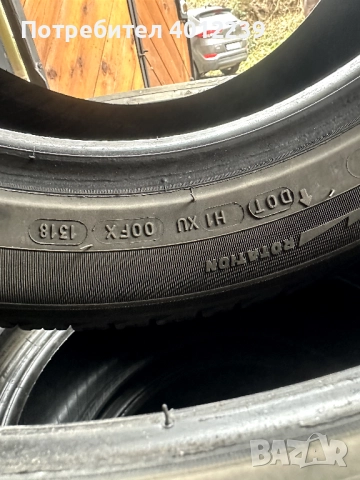 Потребител 4012239
DOT H1 XU 00FX 1518
ROTATION
BAZAR